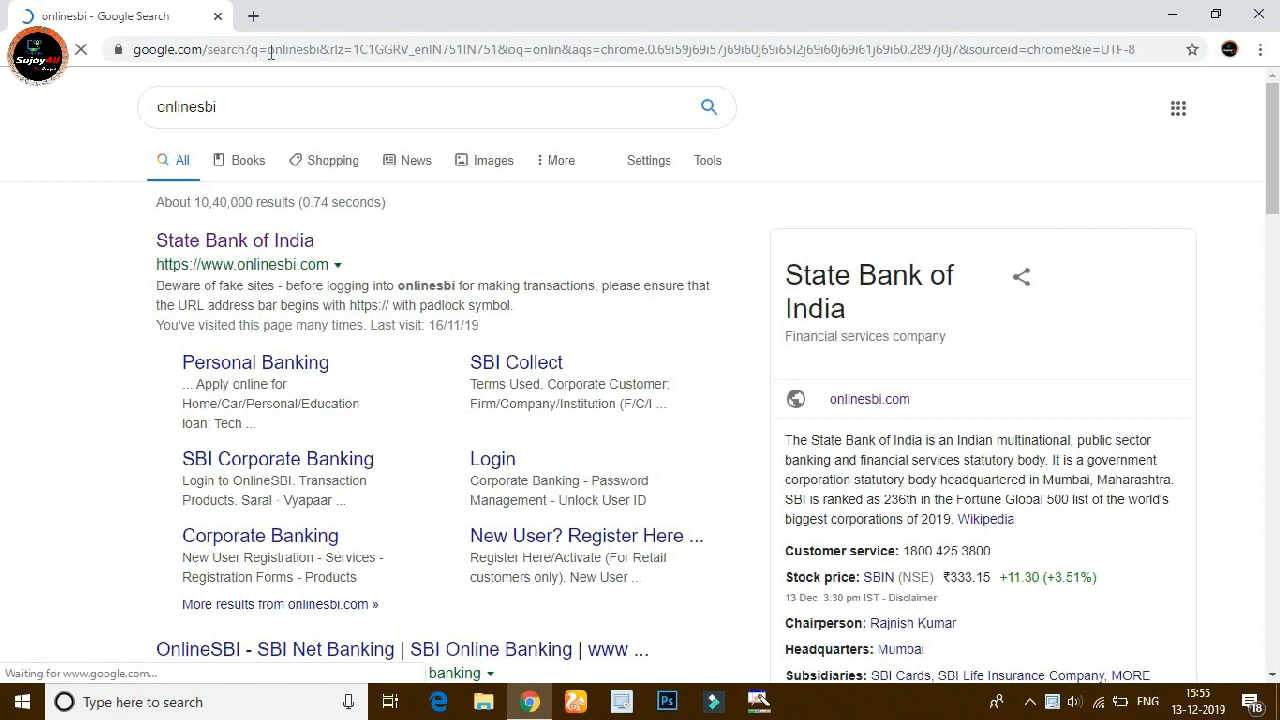 onlinesbi - Google Search
google.com/search?q=onlinesbi&rlz=1C1GGRV_enIN751IN751&oq=onlin&aqs=chrome.0.69i59j69i57j69i60j69i65l2j69i60j69i61j69i60.2897j0j7&sourceid=chrome&ie=UTF-8
Sujoy4U
onlinesbi
All Books Shopping News Images More Settings Tools
About 10,40,000 results (0.74 seconds)
State Bank of India
https://www.onlinesbi.com
Beware of fake sites - before logging into onlinesbi for making transactions, please ensure that
the URL address bar begins with https:// with padlock symbol.
You've visited this page many times. Last visit: 16/11/19
Personal Banking
... Apply online for
Home/Car/Personal/Education
loan; Tech ...
SBI Collect
Terms Used. Corporate Customer:
Firm/Company/Institution (F/C/I ...
SBI Corporate Banking
Login to OnlineSBI. Transaction
Products. Saral · Vyapaar ...
Login
Corporate Banking - Password
Management - Unlock User ID
Corporate Banking
New User Registration - Services -
Registration Forms - Products
New User? Register Here ...
Register Here/Activate (For Retail
customers only). New User ...
More results from onlinesbi.com »
OnlineSBI - SBI Net Banking | SBI Online Banking | www ...
banking
State Bank of
India
Financial services company
onlinesbi.com
The State Bank of India is an Indian multinational, public sector
banking and financial services statutory body. It is a government
corporation statutory body headquartered in Mumbai, Maharashtra.
SBI is ranked as 236th in the Fortune Global 500 list of the world's
biggest corporations of 2019. Wikipedia
Customer service: 1800 425 3800
Stock price: SBIN (NSE) ₹333.15 +11.30 (+3.51%)
13 Dec, 3:30 pm IST - Disclaimer
Chairperson: Rajnish Kumar
Headquarters: Mumbai
Subsidiaries: SBI Cards, SBI Life Insurance Company, MORE
Waiting for www.google.com...
Type here to search
Ps
ENG
15:55
13-12-2019
18